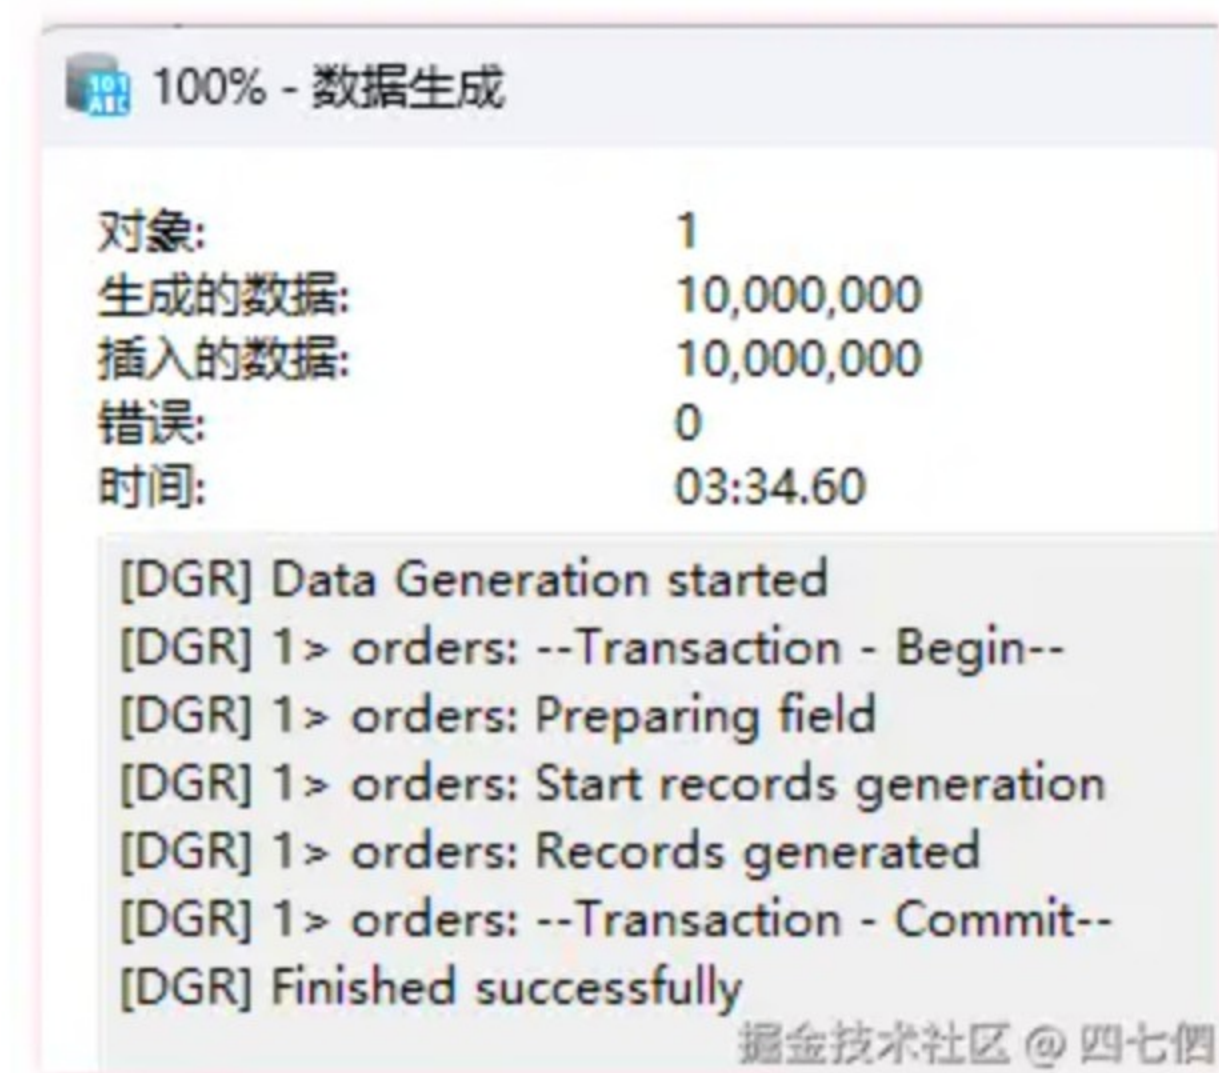 100% - 数据生成
对象: 1
生成的数据: 10,000,000
插入的数据: 10,000,000
错误: 0
时间: 03:34.60
[DGR] Data Generation started
[DGR] 1> orders: --Transaction - Begin--
[DGR] 1> orders: Preparing field
[DGR] 1> orders: Start records generation
[DGR] 1> orders: Records generated
[DGR] 1> orders: --Transaction - Commit--
[DGR] Finished successfully
掘金技术社区 @ 四七伵